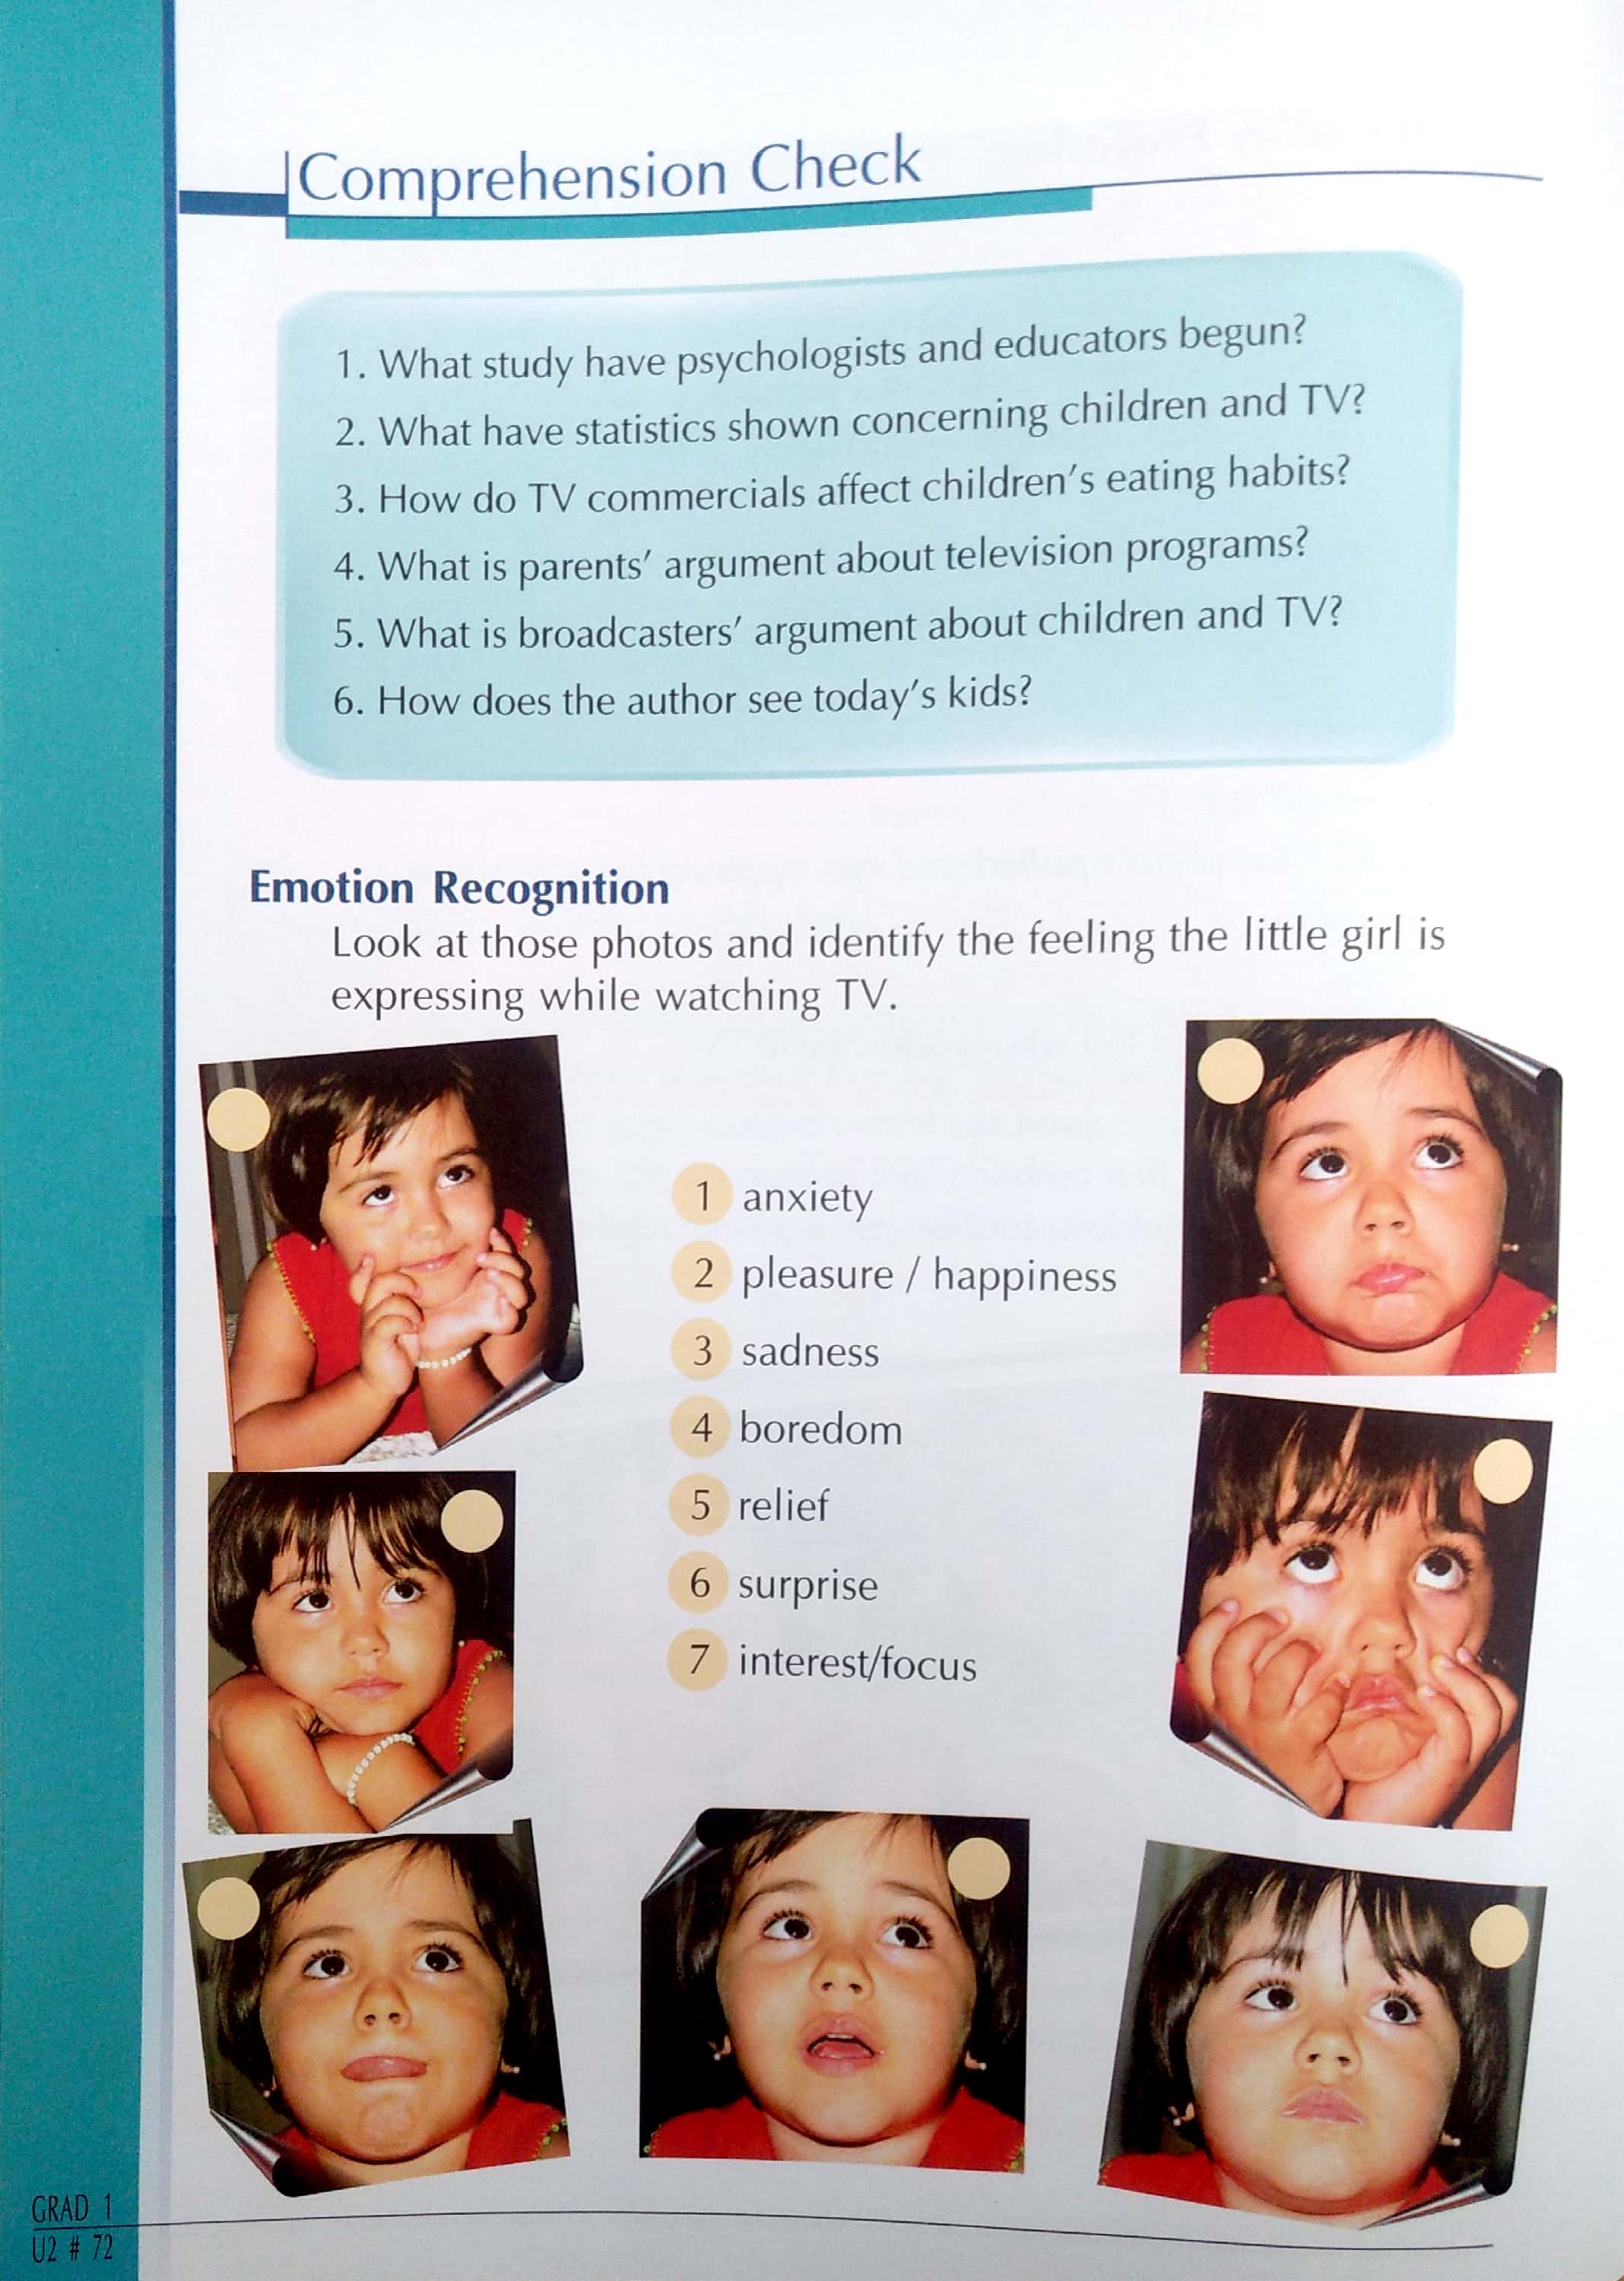 Comprehension Check
1. What study have psychologists and educators begun?
2. What have statistics shown concerning children and TV?
3. How do TV commercials affect children's eating habits?
4. What is parents' argument about television programs?
5. What is broadcasters' argument about children and TV?
6. How does the author see today's kids?
Emotion Recognition
Look at those photos and identify the feeling the little girl is
expressing while watching TV.
1 anxiety
2 pleasure / happiness
3 sadness
4 boredom
5 relief
6 surprise
7 interest/focus
GRAD 1
U2 # 72